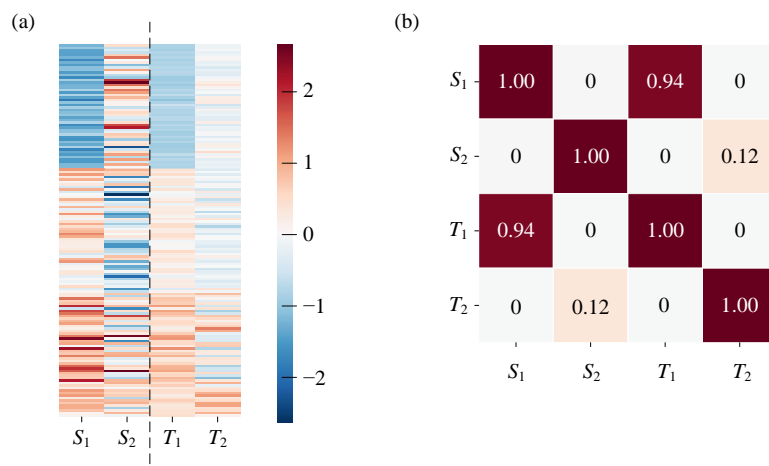 (a)
S₁ S₂ T₁ T₂
2
1
0
−1
−2
(b)
S₁ 1.00 0 0.94 0
S₂ 0 1.00 0 0.12
T₁ 0.94 0 1.00 0
T₂ 0 0.12 0 1.00
S₁ S₂ T₁ T₂